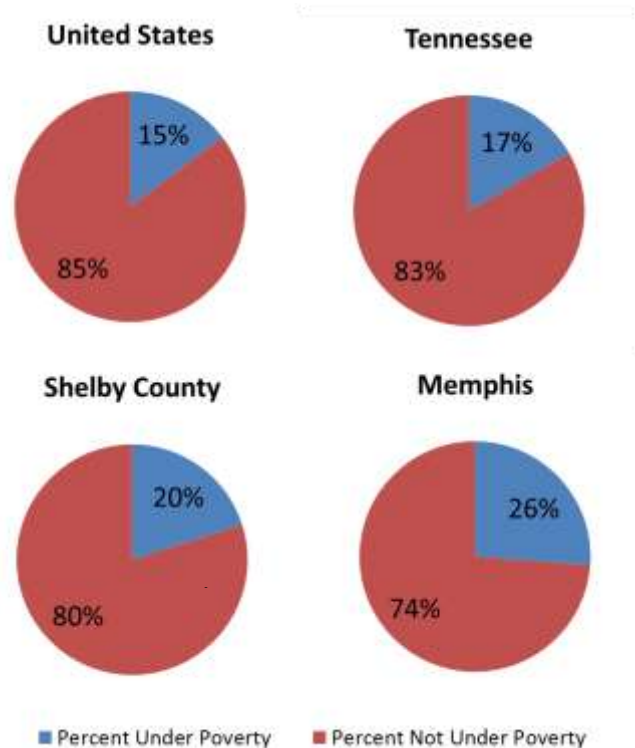 United States
Tennessee
15%
85%
17%
83%
Shelby County
Memphis
20%
80%
26%
74%
Percent Under Poverty
Percent Not Under Poverty